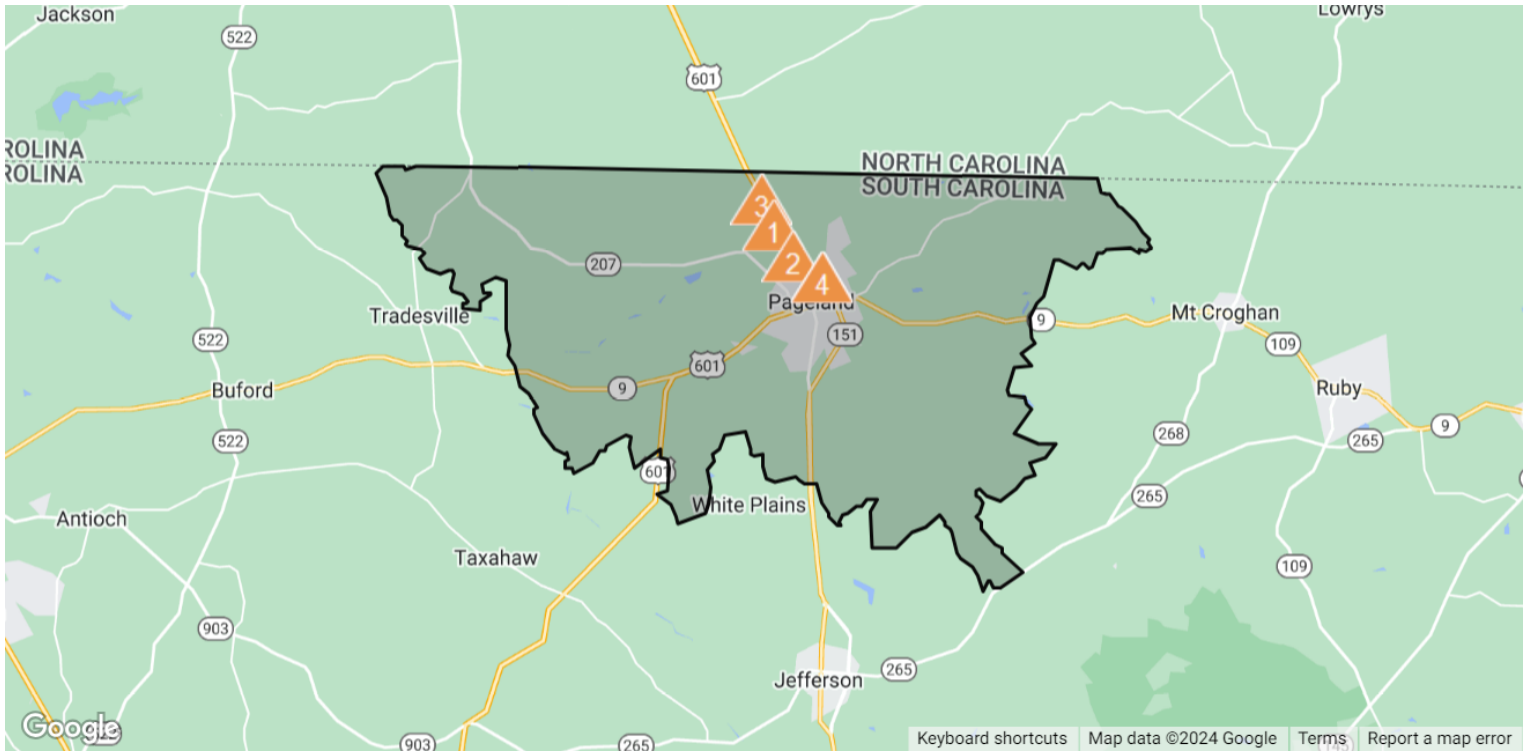 Jackson
Lowrys
522
601
ROLINA
ROLINA
NORTH CAROLINA
SOUTH CAROLINA
3
1
2
4
207
Pageland
Tradesville
151
9
Mt Croghan
522
109
601
Buford
9
Ruby
522
268
265
9
601
265
White Plains
Antioch
Taxahaw
109
903
Jefferson
265
Google
903
265
Keyboard shortcuts
Map data ©2024 Google
Terms
Report a map error